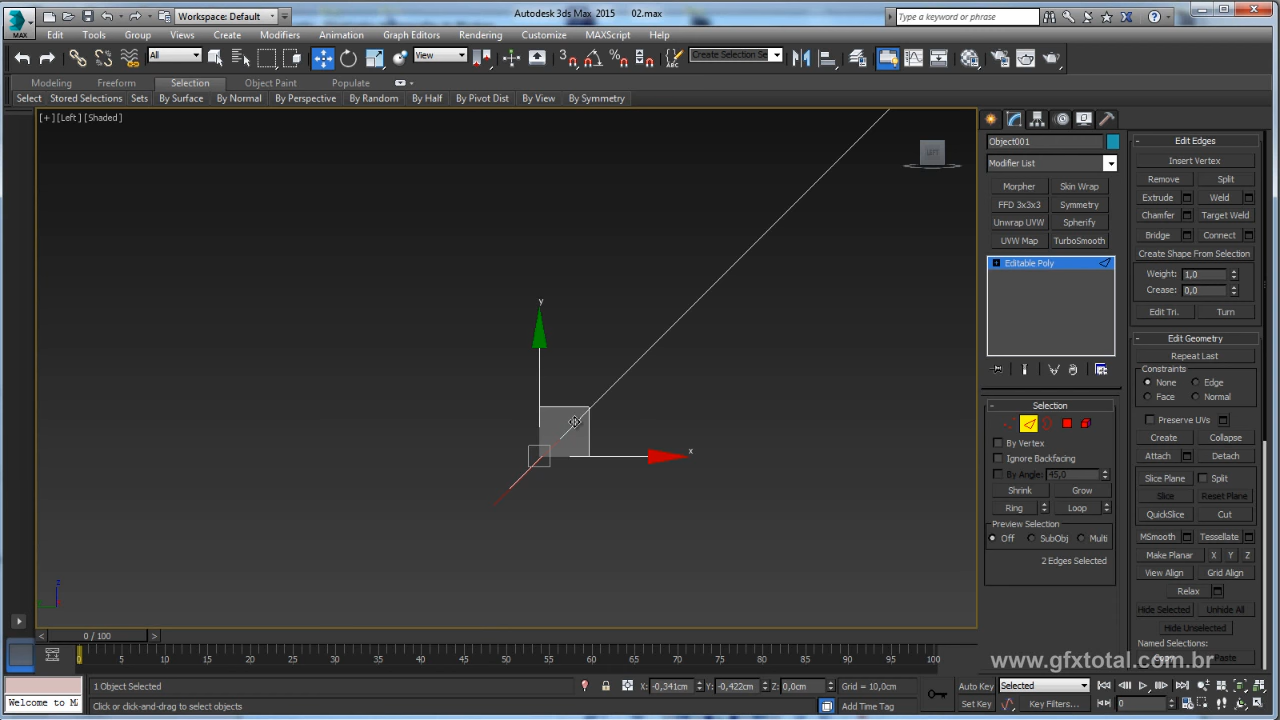 Workspace: Default
Autodesk 3ds Max 2015 02.max
Type a keyword or phrase
MAX
Edit Tools Group Views Create Modifiers Animation Graph Editors Rendering Customize MAXScript Help
All View Create Selection Se
Modeling Freeform Selection Object Paint Populate
Select Stored Selections Sets By Surface By Normal By Perspective By Random By Half By Pivot Dist By View By Symmetry
[+] [Left] [Shaded]
LEFT
y
x
z
Object001
Modifier List
Morpher Skin Wrap
FFD 3x3x3 Symmetry
Unwrap UVW Spherify
UVW Map TurboSmooth
Editable Poly
Selection
By Vertex
Ignore Backfacing
By Angle: 45,0
Shrink Grow
Ring Loop
Preview Selection
Off SubObj Multi
2 Edges Selected
Edit Edges
Insert Vertex
Remove Split
Extrude Weld
Chamfer Target Weld
Bridge Connect
Create Shape From Selection
Weight: 1,0
Crease: 0,0
Edit Tri. Turn
Edit Geometry
Repeat Last
Constraints
None Edge
Face Normal
Preserve UVs
Create Collapse
Attach Detach
Slice Plane Split
Slice Reset Plane
QuickSlice Cut
MSmooth Tessellate
Make Planar X Y Z
View Align Grid Align
Relax
Hide Selected Unhide All
Hide Unselected
Named Selections:
Copy Paste
www.gfxtotal.com.br
0 / 100
0 5 10 15 20 25 30 35 40 45 50 55 60 65 70 75 80 85 90 95 100
1 Object Selected X: -0,341cm Y: -0,422cm Z: 0,0cm Grid = 10,0cm Auto Key Selected
Welcome to M Click or click-and-drag to select objects Add Time Tag Set Key Key Filters... 0